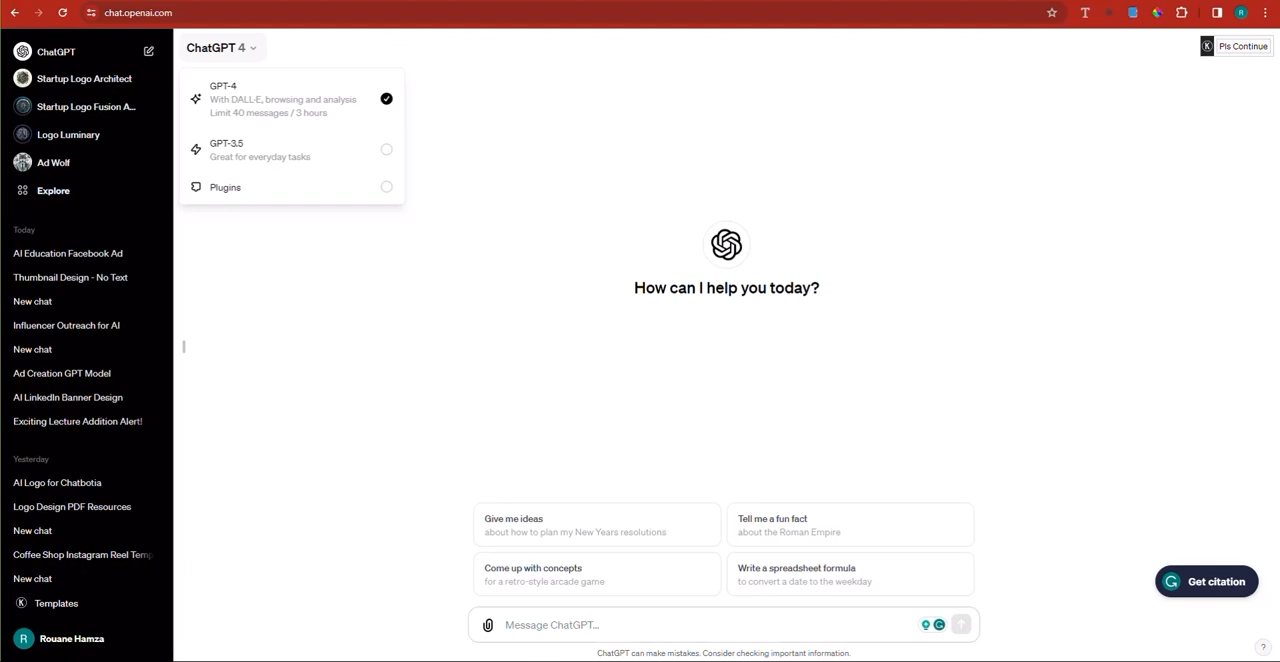 chat.openai.com
T
R
ChatGPT
Startup Logo Architect
Startup Logo Fusion A...
Logo Luminary
Ad Wolf
Explore
Today
AI Education Facebook Ad
Thumbnail Design - No Text
New chat
Influencer Outreach for AI
New chat
Ad Creation GPT Model
AI LinkedIn Banner Design
Exciting Lecture Addition Alert!
Yesterday
AI Logo for Chatbotia
Logo Design PDF Resources
New chat
Coffee Shop Instagram Reel Temp
New chat
K Templates
R Rouane Hamza
ChatGPT 4
GPT-4
With DALL·E, browsing and analysis
Limit 40 messages / 3 hours
GPT-3.5
Great for everyday tasks
Plugins
K Pls Continue
How can I help you today?
Give me ideas
about how to plan my New Years resolutions
Tell me a fun fact
about the Roman Empire
Come up with concepts
for a retro-style arcade game
Write a spreadsheet formula
to convert a date to the weekday
Get citation
Message ChatGPT...
ChatGPT can make mistakes. Consider checking important information.
?